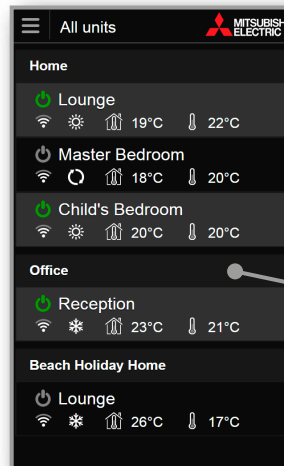 All units
MITSUBISH
ELECTRIC
Home
Lounge
19°C 22°C
Master Bedroom
18°C 20°C
Child's Bedroom
20°C 20°C
Office
Reception
23°C 21°C
Beach Holiday Home
Lounge
26°C 17°C